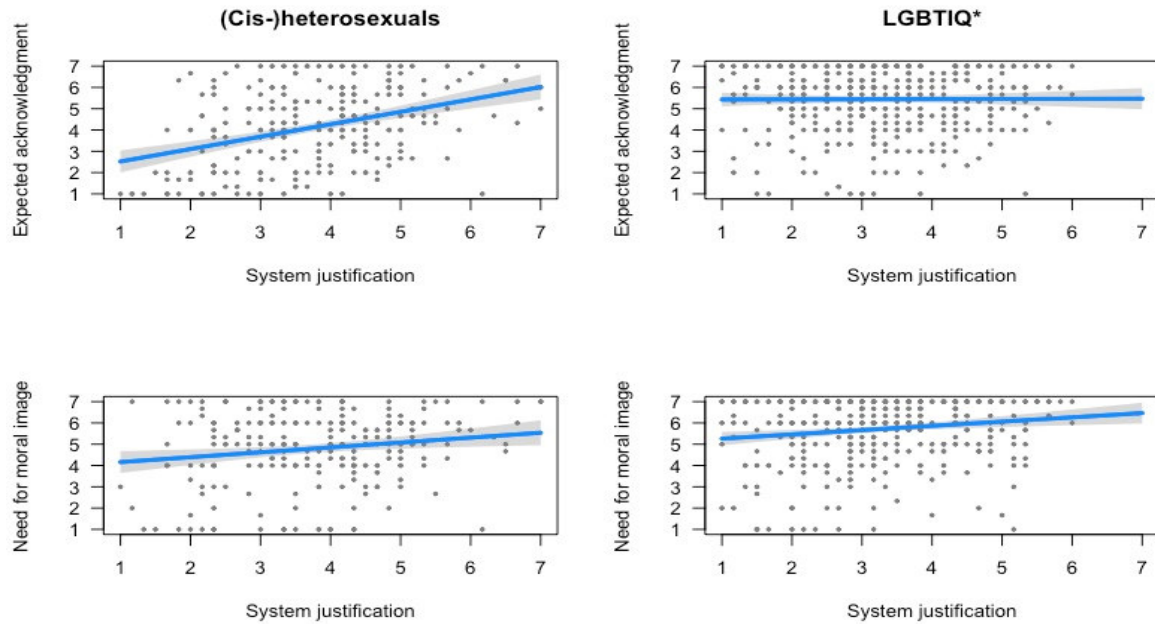 (Cis-)heterosexuals
LGBTIQ*
Expected acknowledgment
7
6
5
4
3
2
1
1 2 3 4 5 6 7
System justification
Expected acknowledgment
7
6
5
4
3
2
1
1 2 3 4 5 6 7
System justification
Need for moral image
7
6
5
4
3
2
1
1 2 3 4 5 6 7
System justification
Need for moral image
7
6
5
4
3
2
1
1 2 3 4 5 6 7
System justification